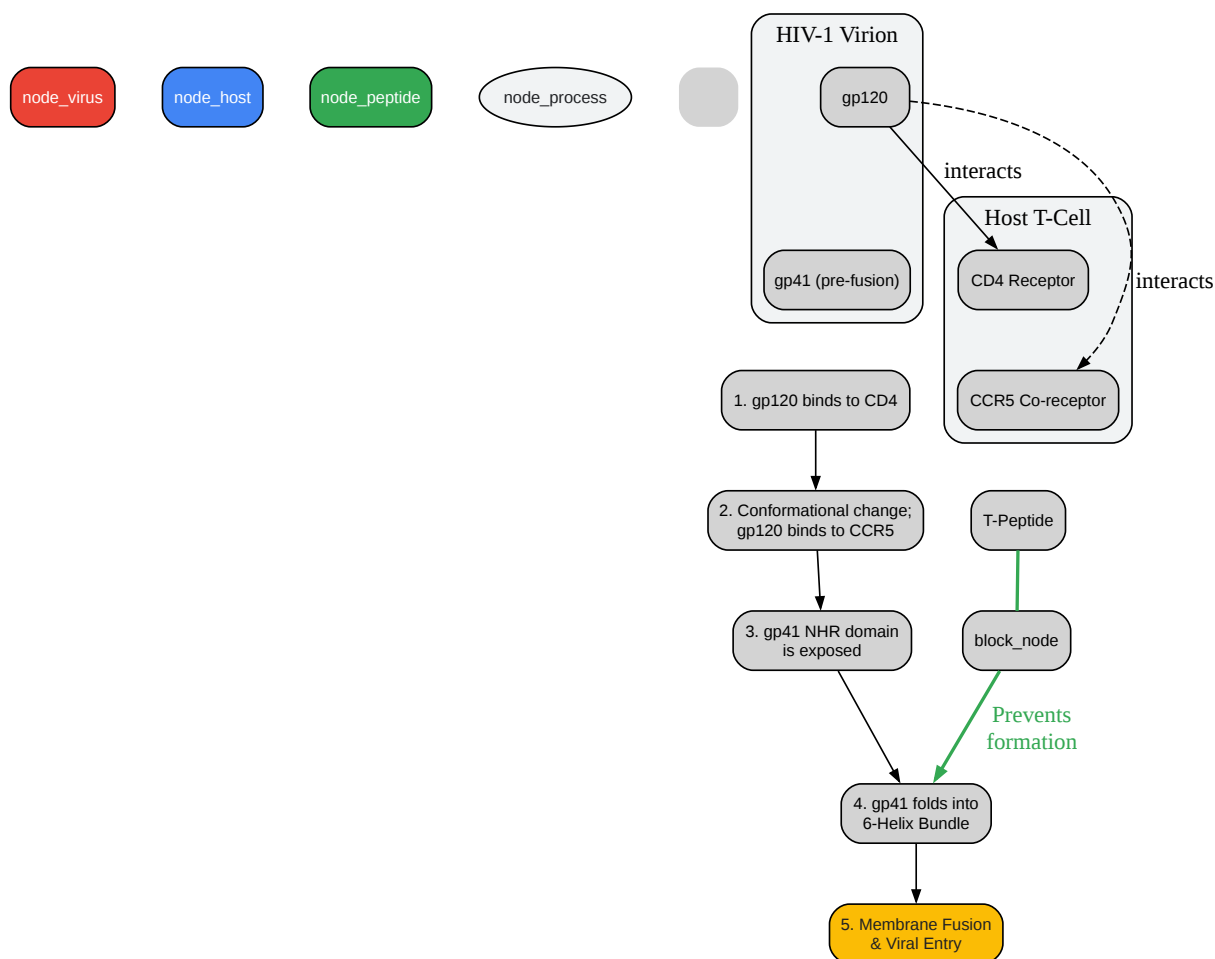 HIV-1 Virion
node_virus
node_host
node_peptide
node_process
gp120
interacts
Host T-Cell
gp41 (pre-fusion)
CD4 Receptor
interacts
1. gp120 binds to CD4
CCR5 Co-receptor
2. Conformational change;
gp120 binds to CCR5
T-Peptide
3. gp41 NHR domain
is exposed
block_node
Prevents
formation
4. gp41 folds into
6-Helix Bundle
5. Membrane Fusion
& Viral Entry